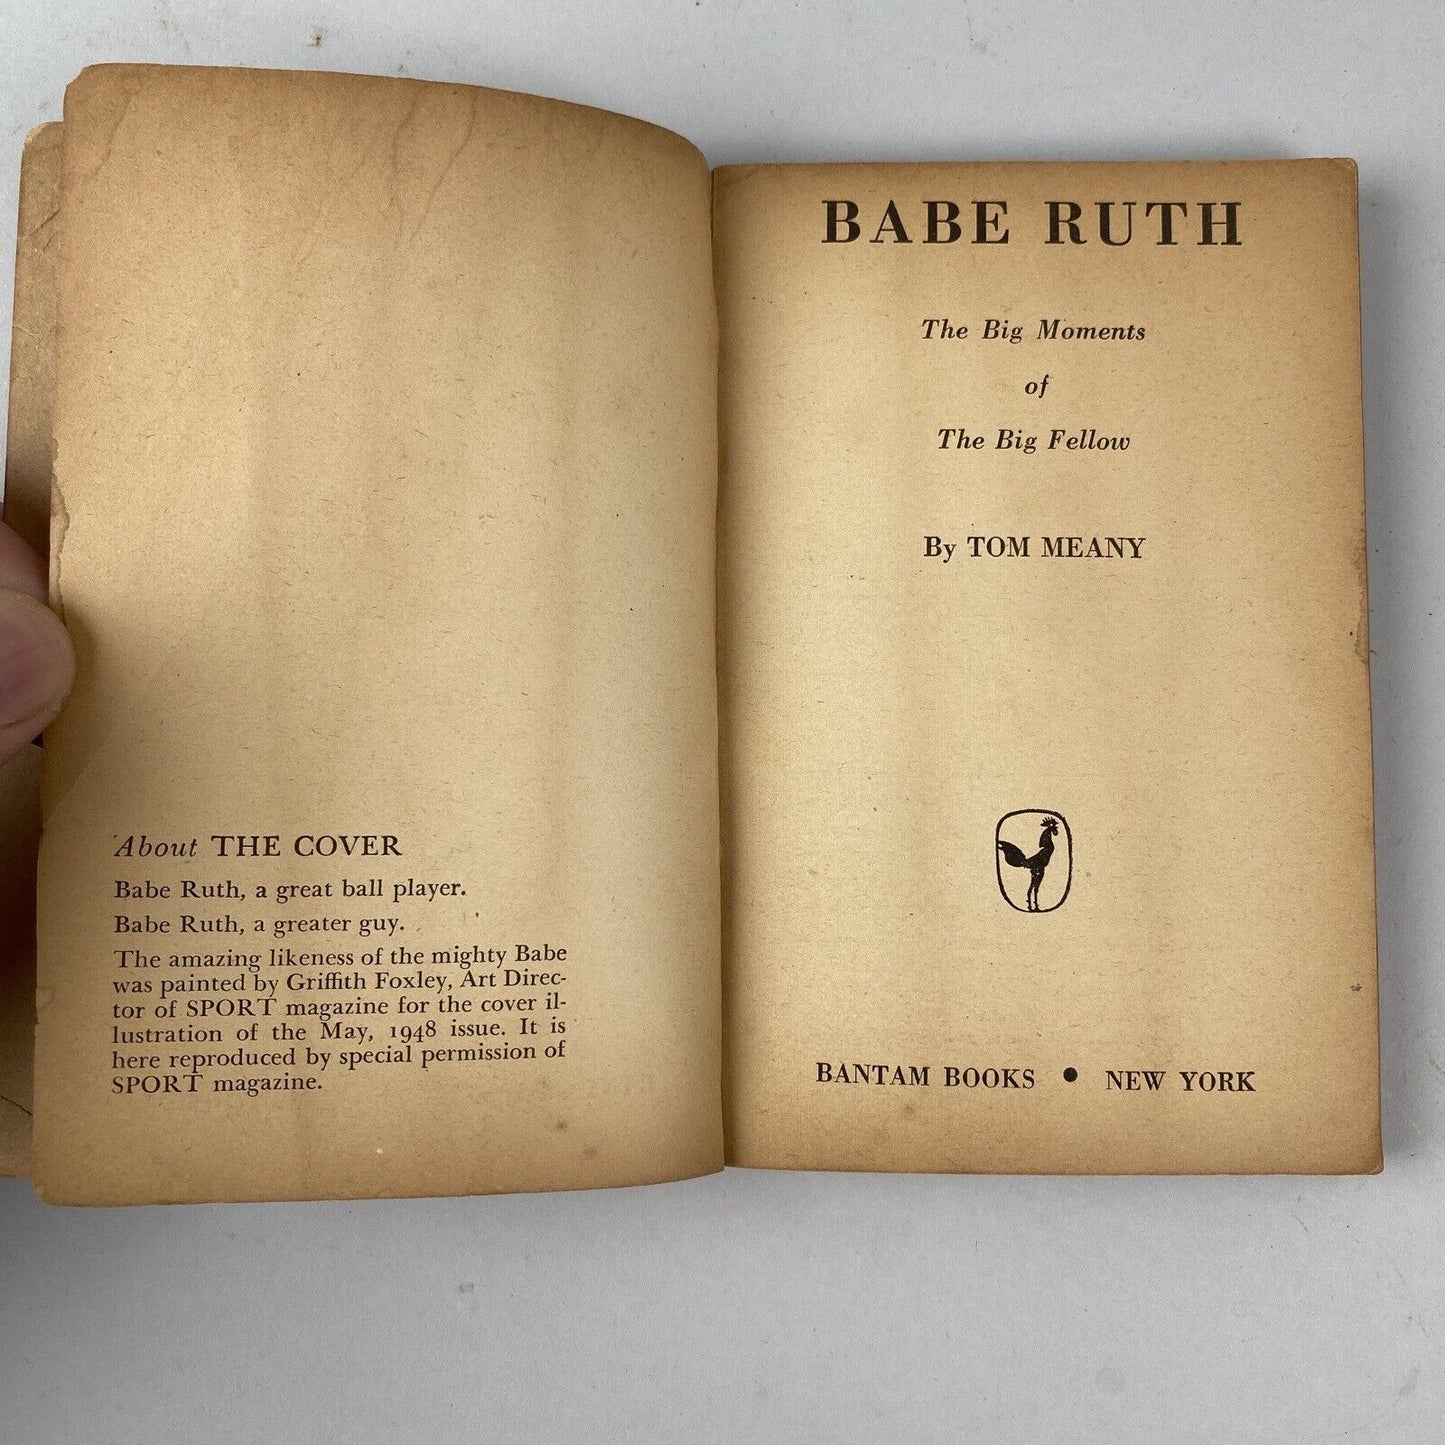 About THE COVER
Babe Ruth, a great ball player.
Babe Ruth, a greater guy.
The amazing likeness of the mighty Babe
was painted by Griffith Foxley, Art Direc-
tor of SPORT magazine for the cover il-
lustration of the May, 1948 issue. It is
here reproduced by special permission of
SPORT magazine.
BABE RUTH
The Big Moments
of
The Big Fellow
By TOM MEANY
BANTAM BOOKS ● NEW YORK